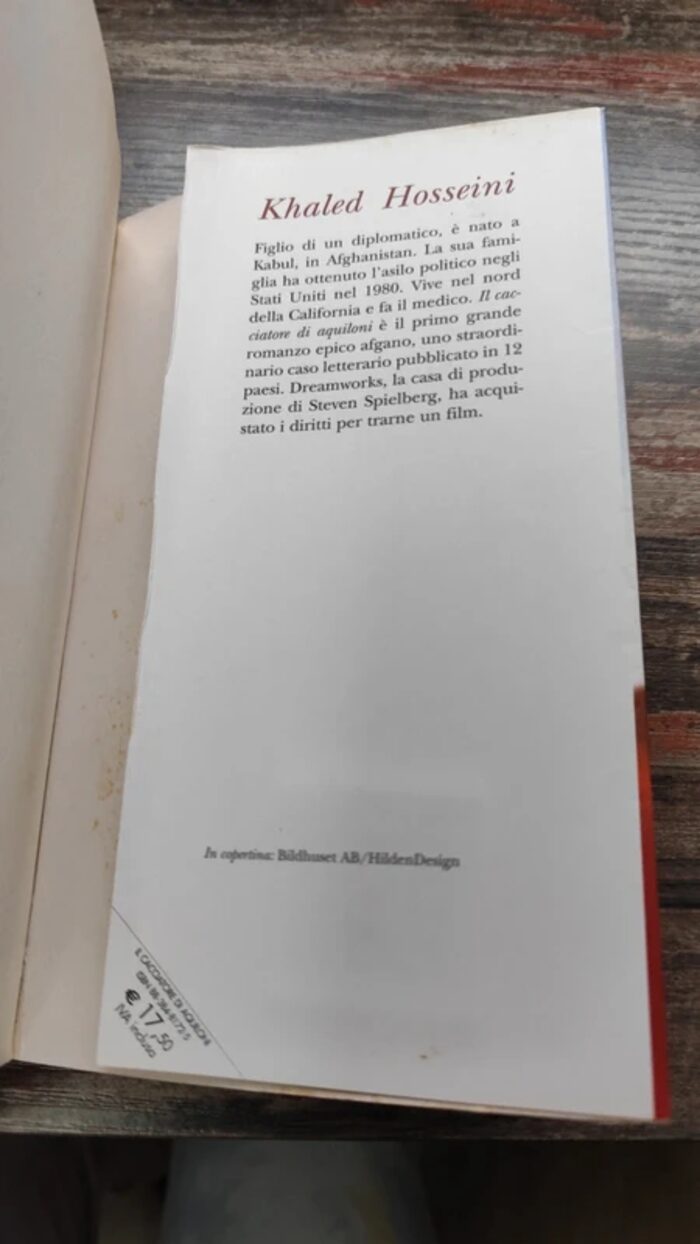 Khaled Hosseini
Figlio di un diplomatico, è nato a
Kabul, in Afghanistan. La sua fami-
glia ha ottenuto l'asilo politico negli
Stati Uniti nel 1980. Vive nel nord
della California e fa il medico. Il cac-
ciatore di aquiloni è il primo grande
romanzo epico afgano, uno straordi-
nario caso letterario pubblicato in 12
paesi. Dreamworks, la casa di produ-
zione di Steven Spielberg, ha acqui-
stato i diritti per trarne un film.
In copertina: Bildhuset AB/HildenDesign
IL CACCIATORE DI AQUILONI
ISBN
€ 17,50
IVA inclusa